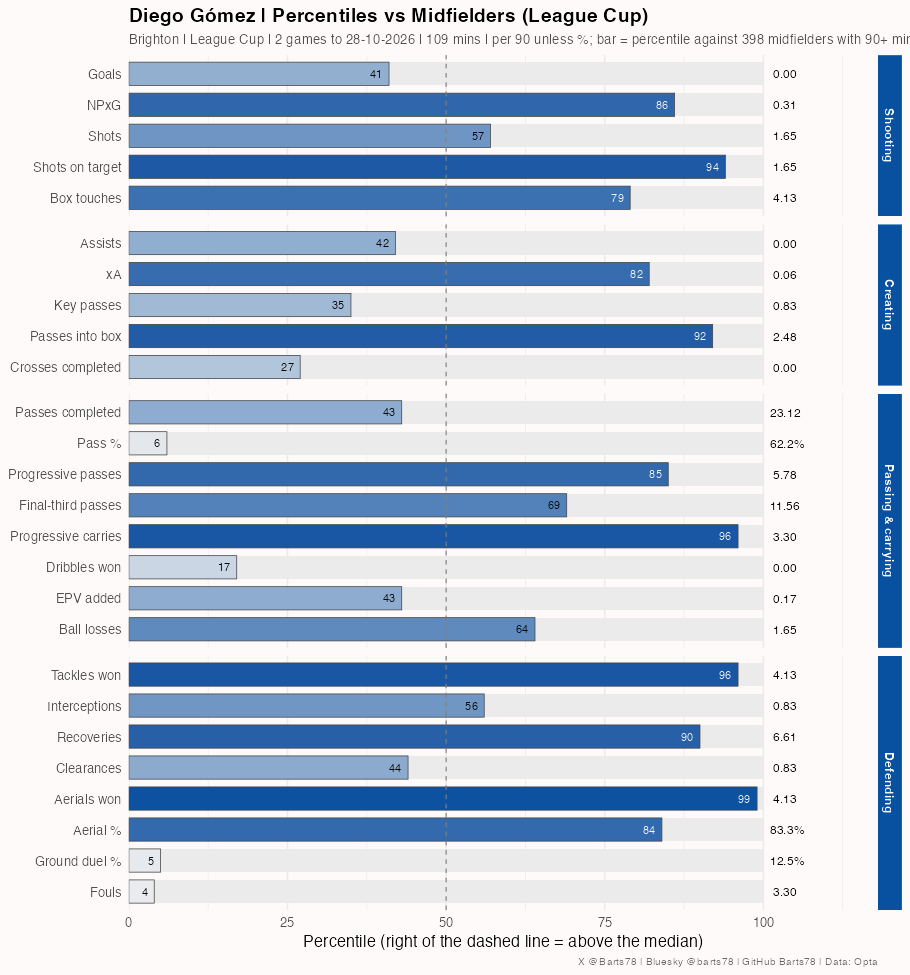 Diego Gómez | Percentiles vs Midfielders (League Cup)
Brighton | League Cup | 2 games to 28-10-2026 | 109 mins | per 90 unless %; bar = percentile against 398 midfielders with 90+
Goals 41 0.00
NPxG 86 0.31
Shots 57 1.65
Shots on target 94 1.65
Box touches 79 4.13
Shooting
Assists 42 0.00
xA 82 0.06
Key passes 35 0.83
Passes into box 92 2.48
Crosses completed 27 0.00
Creating
Passes completed 43 23.12
Pass % 6 62.2%
Progressive passes 85 5.78
Final-third passes 69 11.56
Progressive carries 96 3.30
Dribbles won 17 0.00
EPV added 43 0.17
Ball losses 64 1.65
Passing & carrying
Tackles won 96 4.13
Interceptions 56 0.83
Recoveries 90 6.61
Clearances 44 0.83
Aerials won 99 4.13
Aerial % 84 83.3%
Ground duel % 5 12.5%
Fouls 4 3.30
Defending
0 25 50 75 100
Percentile (right of the dashed line = above the median)
X @Barts78 | Bluesky @barts78 | GitHub Barts78 | Data: Opta